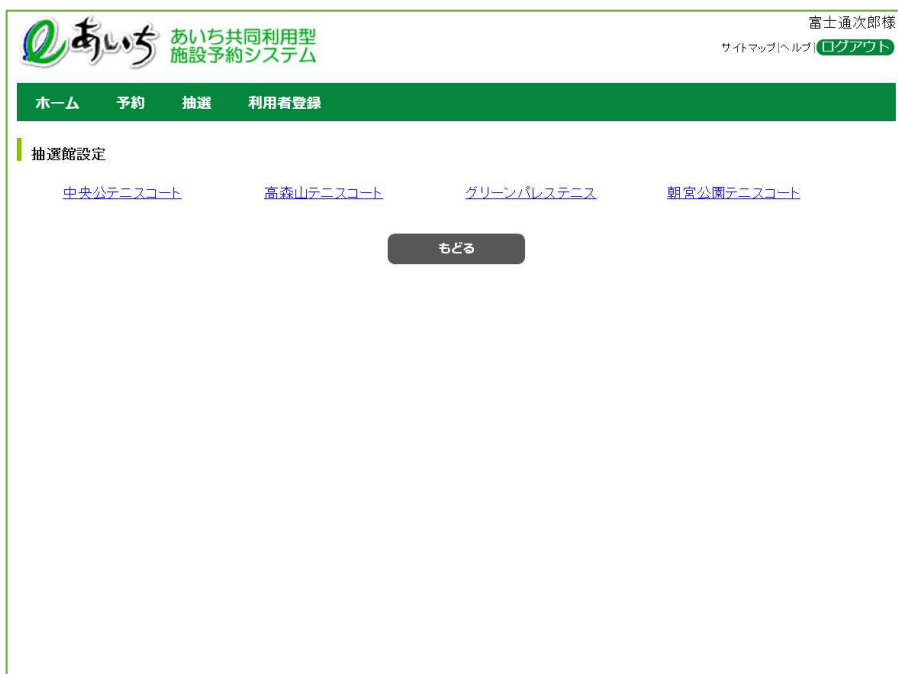 富士通次郎様
あいち あいち共同利用型
施設予約システム
サイトマップ|ヘルプ|ログアウト
ホーム 予約 抽選 利用者登録
抽選館設定
中央公テニスコート 高森山テニスコート グリーンパレステニス 朝宮公園テニスコート
もどる